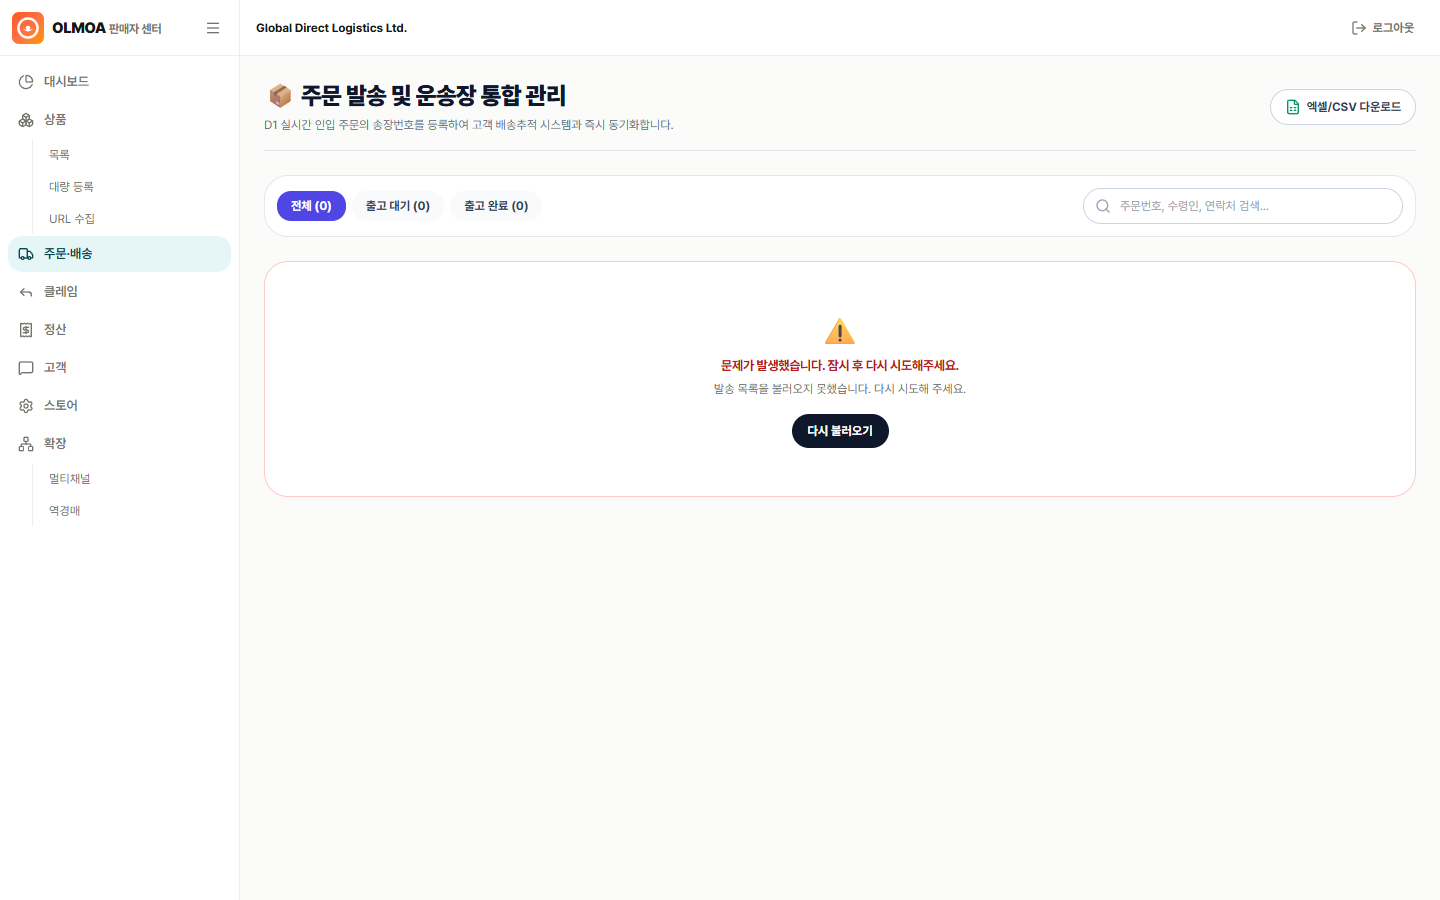 OLMOA 판매자 센터
Global Direct Logistics Ltd.
로그아웃
대시보드
상품
목록
대량 등록
URL 수집
주문·배송
클레임
정산
고객
스토어
확장
멀티채널
역경매
주문 발송 및 운송장 통합 관리
D1 실시간 인입 주문의 송장번호를 등록하여 고객 배송추적 시스템과 즉시 동기화합니다.
엑셀/CSV 다운로드
전체 (0)
출고 대기 (0)
출고 완료 (0)
주문번호, 수령인, 연락처 검색...
문제가 발생했습니다. 잠시 후 다시 시도해주세요.
발송 목록을 불러오지 못했습니다. 다시 시도해 주세요.
다시 불러오기